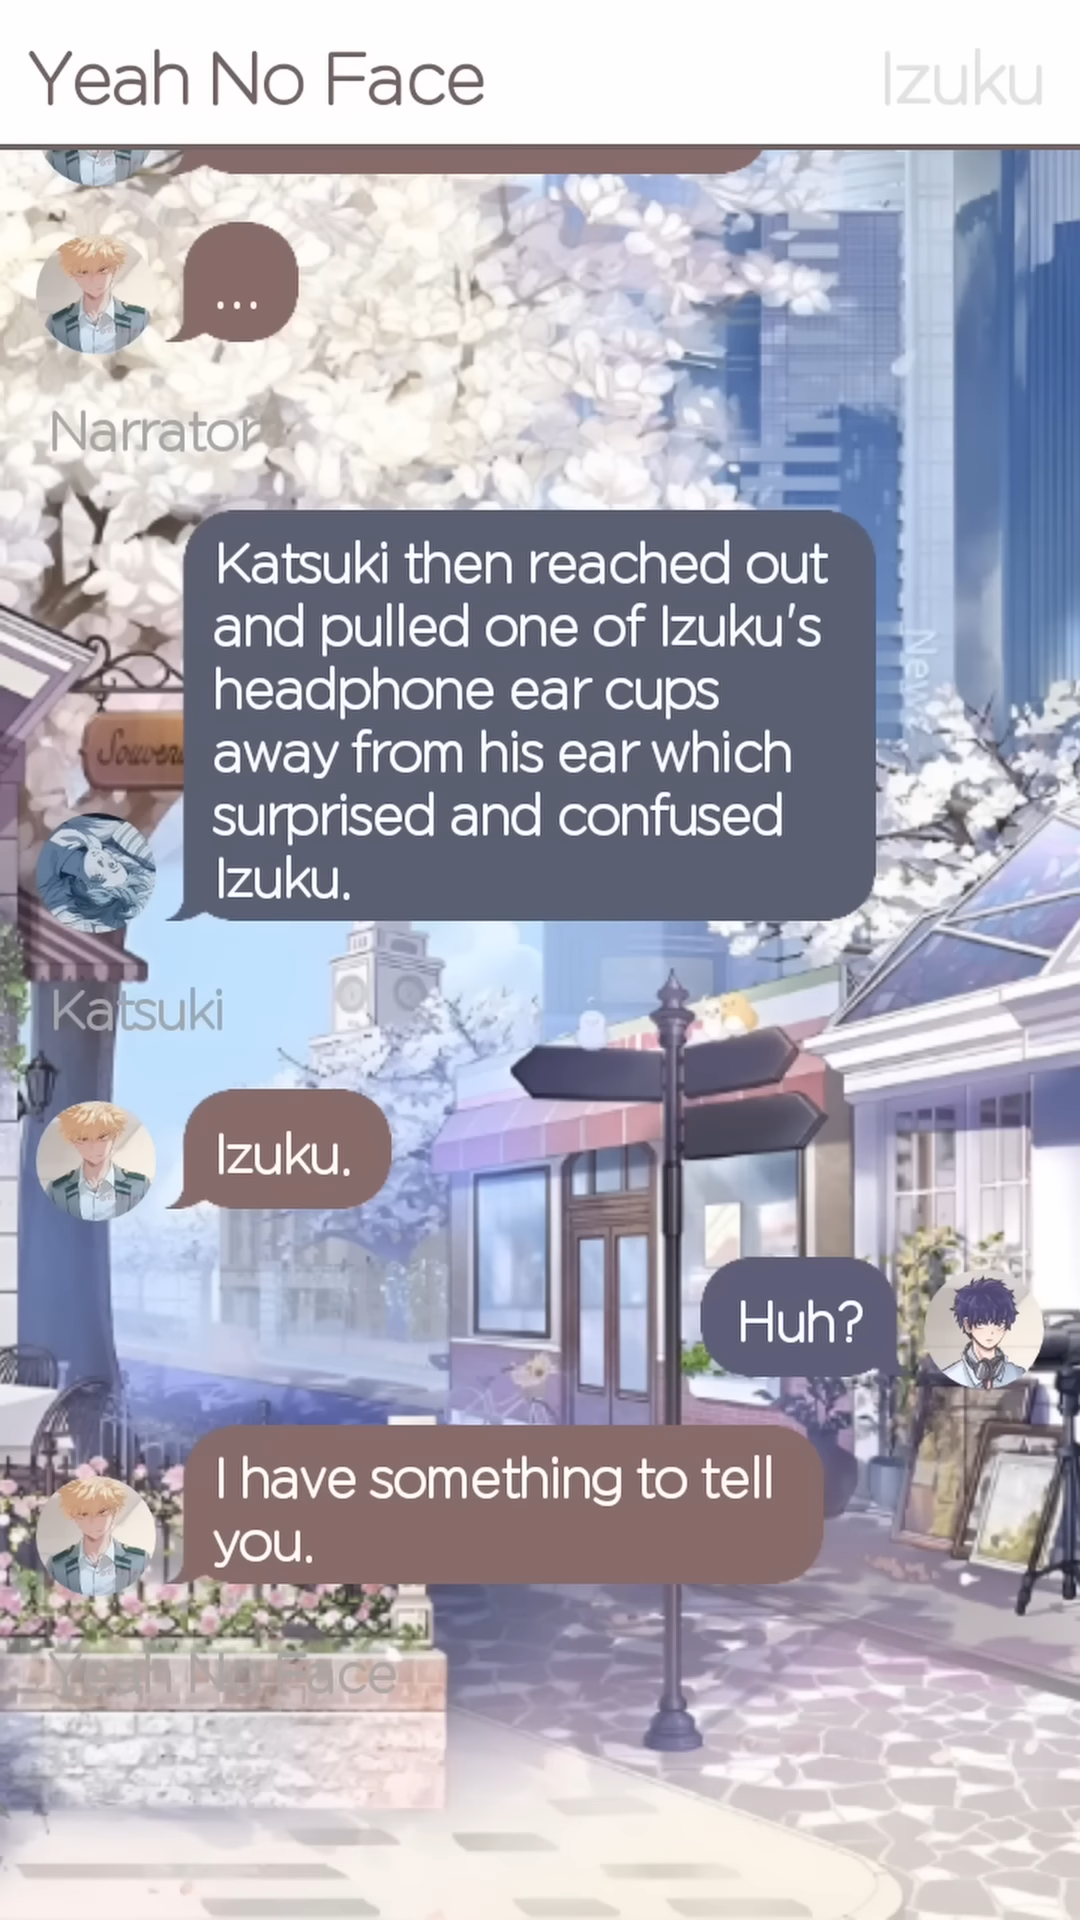 Yeah No Face
Izuku
...
Narrator
Katsuki then reached out
and pulled one of Izuku's
headphone ear cups
away from his ear which
surprised and confused
Izuku.
New
Katsuki
Izuku.
Huh?
I have something to tell
you.
Yeah No Face